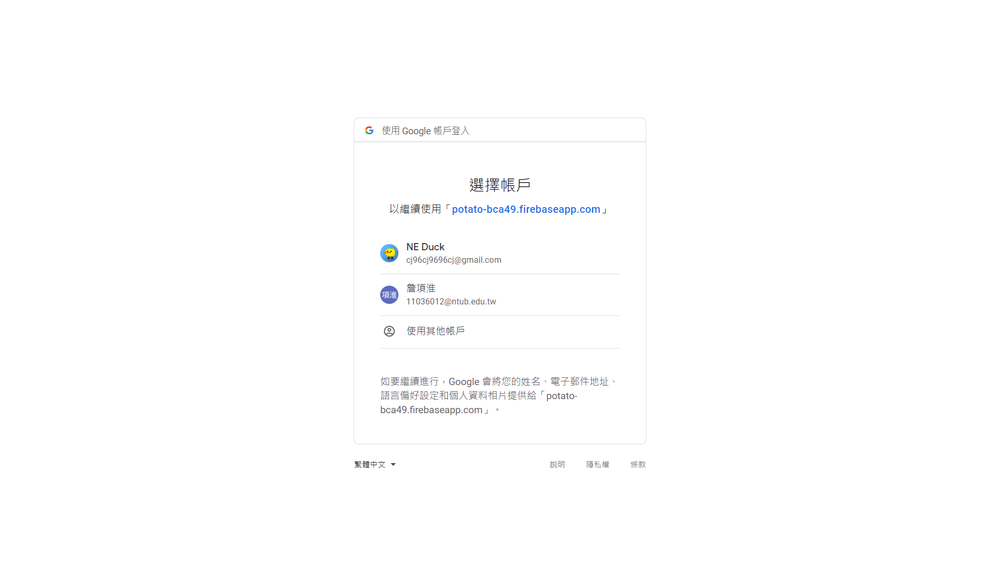 使用 Google 帳戶登入
選擇帳戶
以繼續使用「potato-bca49.firebaseapp.com」
NE Duck
cj96cj9696cj@gmail.com
項淮
詹項淮
11036012@ntub.edu.tw
使用其他帳戶
如要繼續進行，Google 會將您的姓名、電子郵件地址、
語言偏好設定和個人資料相片提供給「potato-
bca49.firebaseapp.com」。
繁體中文
說明
隱私權
條款